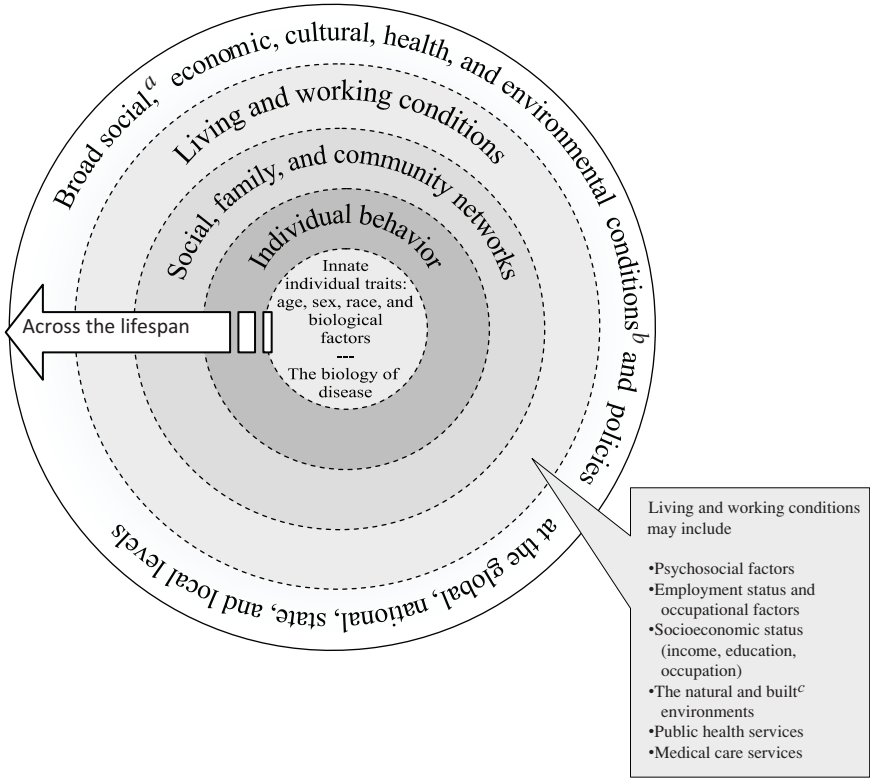 Broad social,a economic, cultural, health, and environmental conditionsb and policies
at the global, national, state, and local levels
Living and working conditions
Social, family, and community networks
Individual behavior
Innate
individual traits:
age, sex, race, and
biological
factors
---
The biology of
disease
Across the lifespan
Living and working conditions
may include
•Psychosocial factors
•Employment status and
occupational factors
•Socioeconomic status
(income, education,
occupation)
•The natural and builtc
environments
•Public health services
•Medical care services